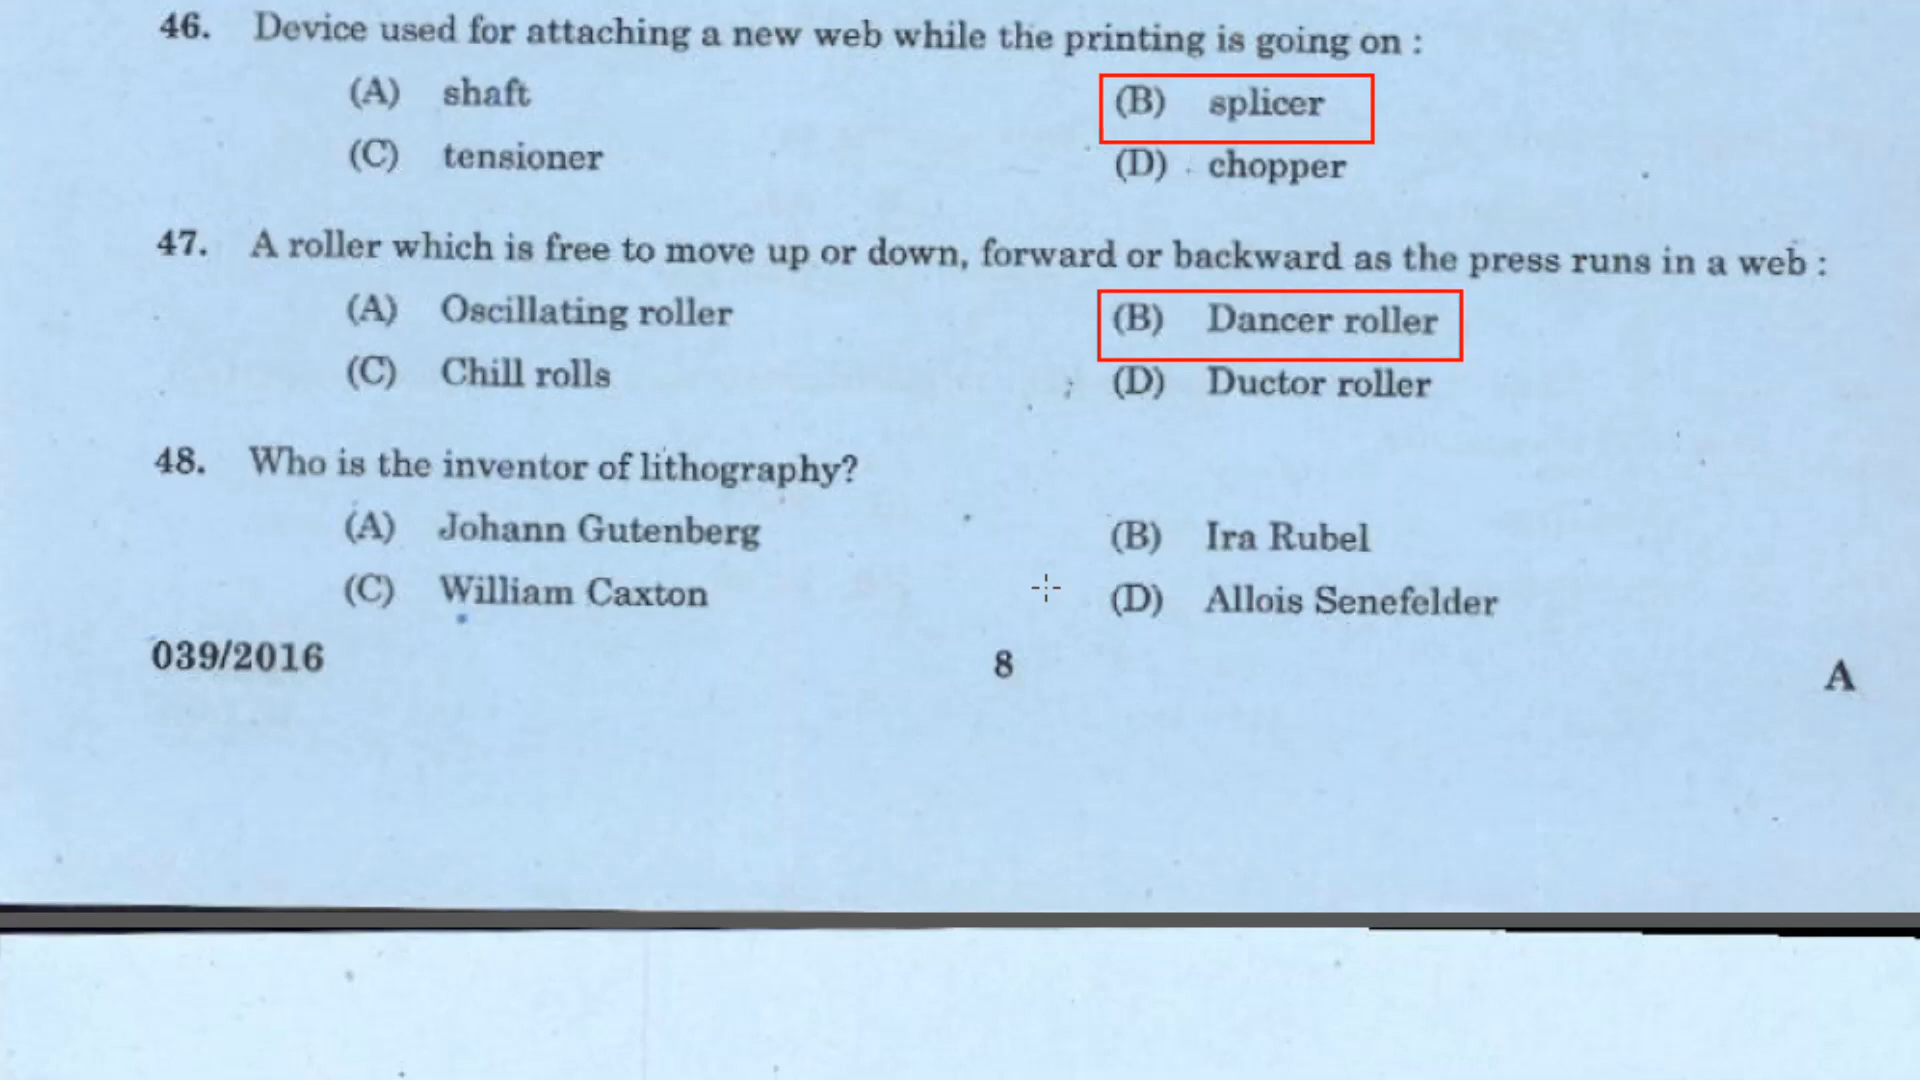 46. Device used for attaching a new web while the printing is going on :
(A) shaft (B) splicer
(C) tensioner (D) chopper
47. A roller which is free to move up or down, forward or backward as the press runs in a web :
(A) Oscillating roller (B) Dancer roller
(C) Chill rolls (D) Ductor roller
48. Who is the inventor of lithography?
(A) Johann Gutenberg (B) Ira Rubel
(C) William Caxton (D) Allois Senefelder
039/2016 8 A